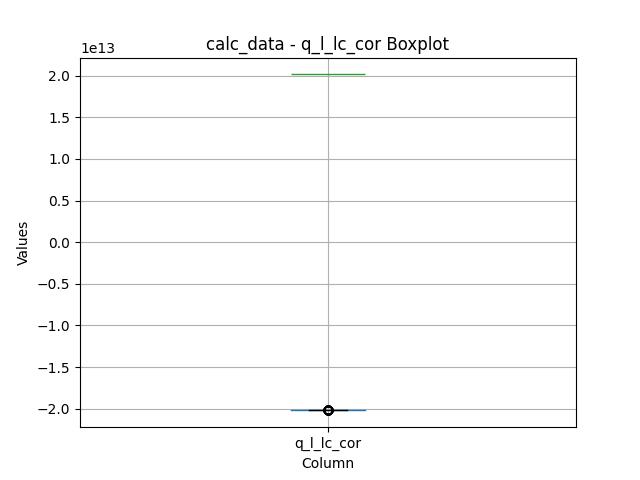 calc_data - q_l_lc_cor Boxplot
1e13
2.0
1.5
1.0
0.5
0.0
−0.5
−1.0
−1.5
−2.0
Values
q_l_lc_cor
Column